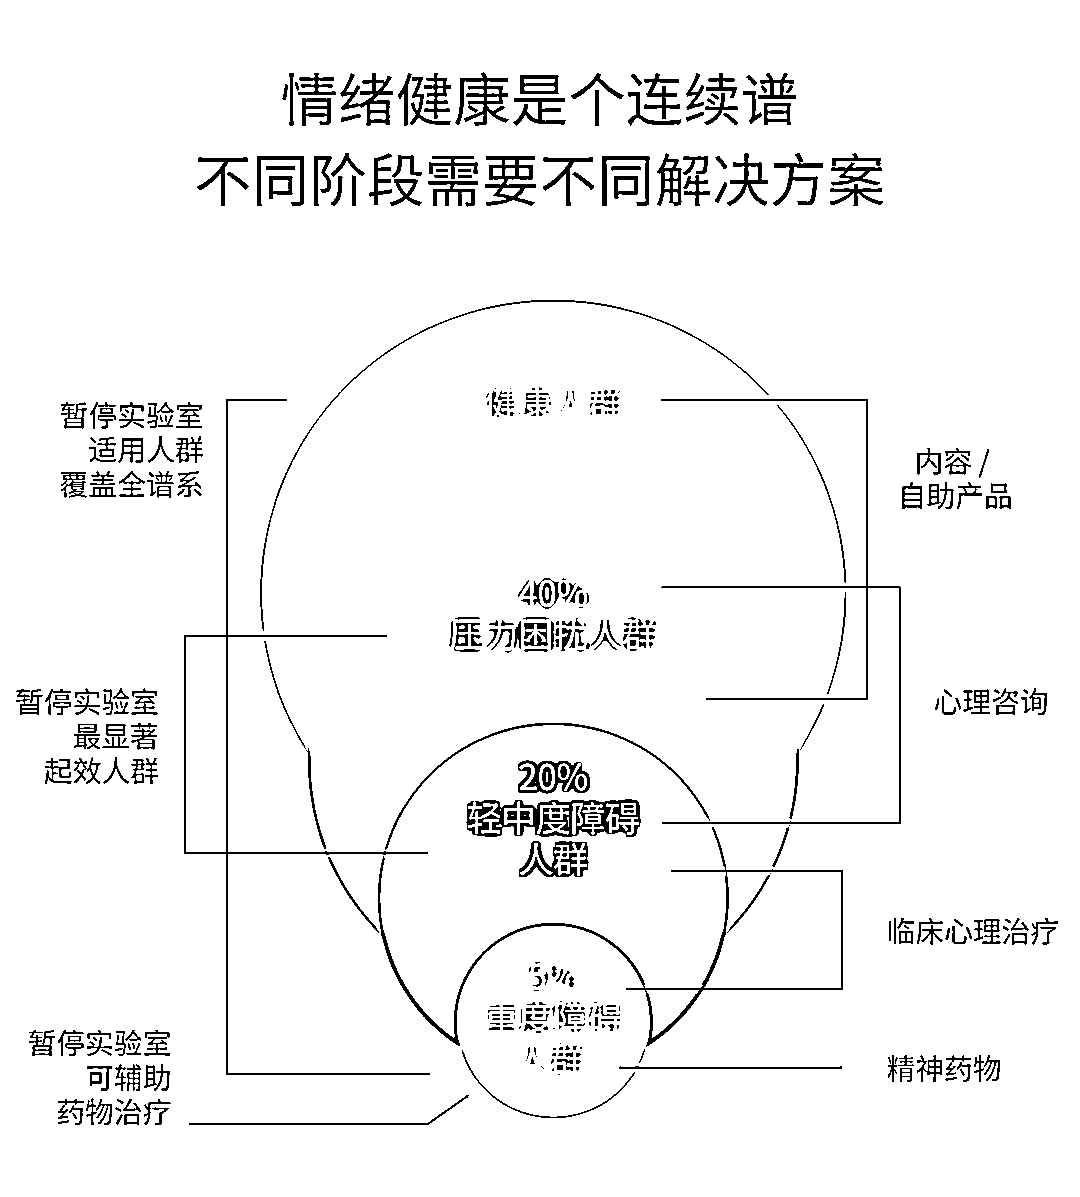 情绪健康是个连续谱
不同阶段需要不同解决方案
健康人群
暂停实验室
适用人群
覆盖全谱系
内容 /
自助产品
40%
压力困扰人群
暂停实验室
最显著
起效人群
心理咨询
20%
轻中度障碍
人群
临床心理治疗
5%
重度障碍
人群
暂停实验室
可辅助
药物治疗
精神药物